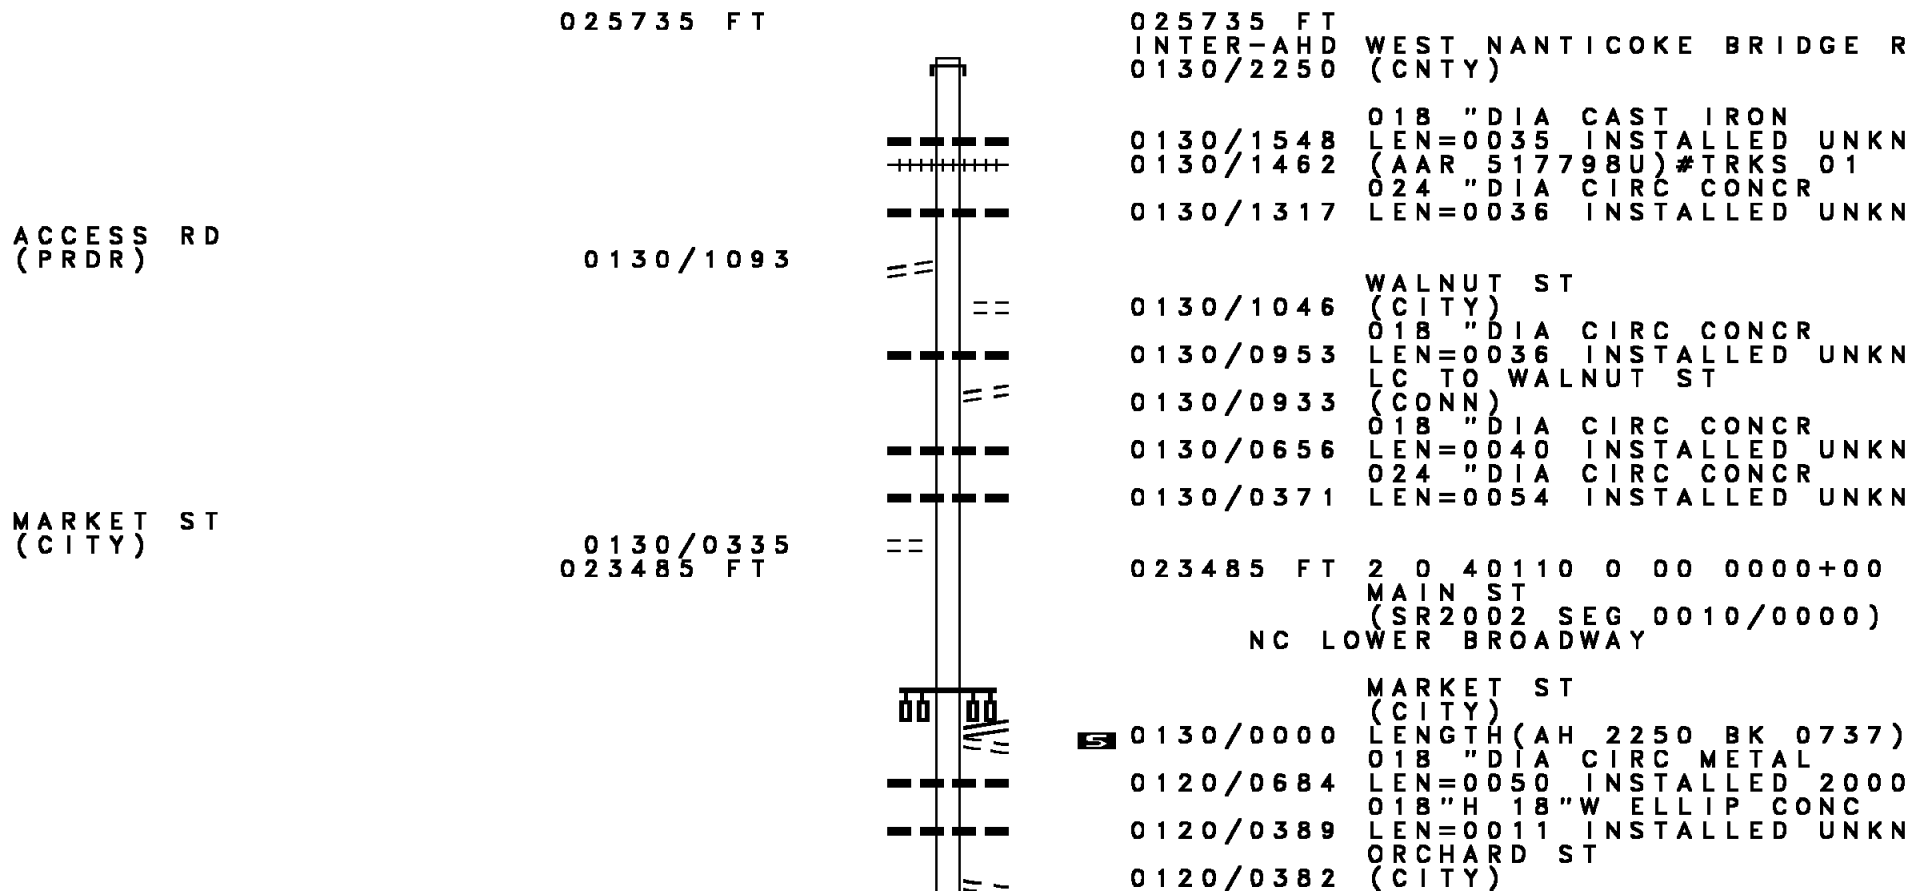 025735 FT 025735 FT
INTER-AHD WEST NANTICOKE BRIDGE R
0130/2250 (CNTY)
018 "DIA CAST IRON
0130/1548 LEN=0035 INSTALLED UNKN
0130/1462 (AAR 517798U)#TRKS 01
024 "DIA CIRC CONCR
0130/1317 LEN=0036 INSTALLED UNKN
ACCESS RD
(PRDR) 0130/1093
WALNUT ST
0130/1046 (CITY)
018 "DIA CIRC CONCR
0130/0953 LEN=0036 INSTALLED UNKN
LC TO WALNUT ST
0130/0933 (CONN)
018 "DIA CIRC CONCR
0130/0656 LEN=0040 INSTALLED UNKN
024 "DIA CIRC CONCR
0130/0371 LEN=0054 INSTALLED UNKN
MARKET ST
(CITY) 0130/0335
023485 FT 023485 FT 2 0 40110 0 00 0000+00
MAIN ST
(SR2002 SEG 0010/0000)
NC LOWER BROADWAY
MARKET ST
(CITY)
S 0130/0000 LENGTH(AH 2250 BK 0737)
018 "DIA CIRC METAL
0120/0684 LEN=0050 INSTALLED 2000
018"H 18"W ELLIP CONC
0120/0389 LEN=0011 INSTALLED UNKN
ORCHARD ST
0120/0382 (CITY)